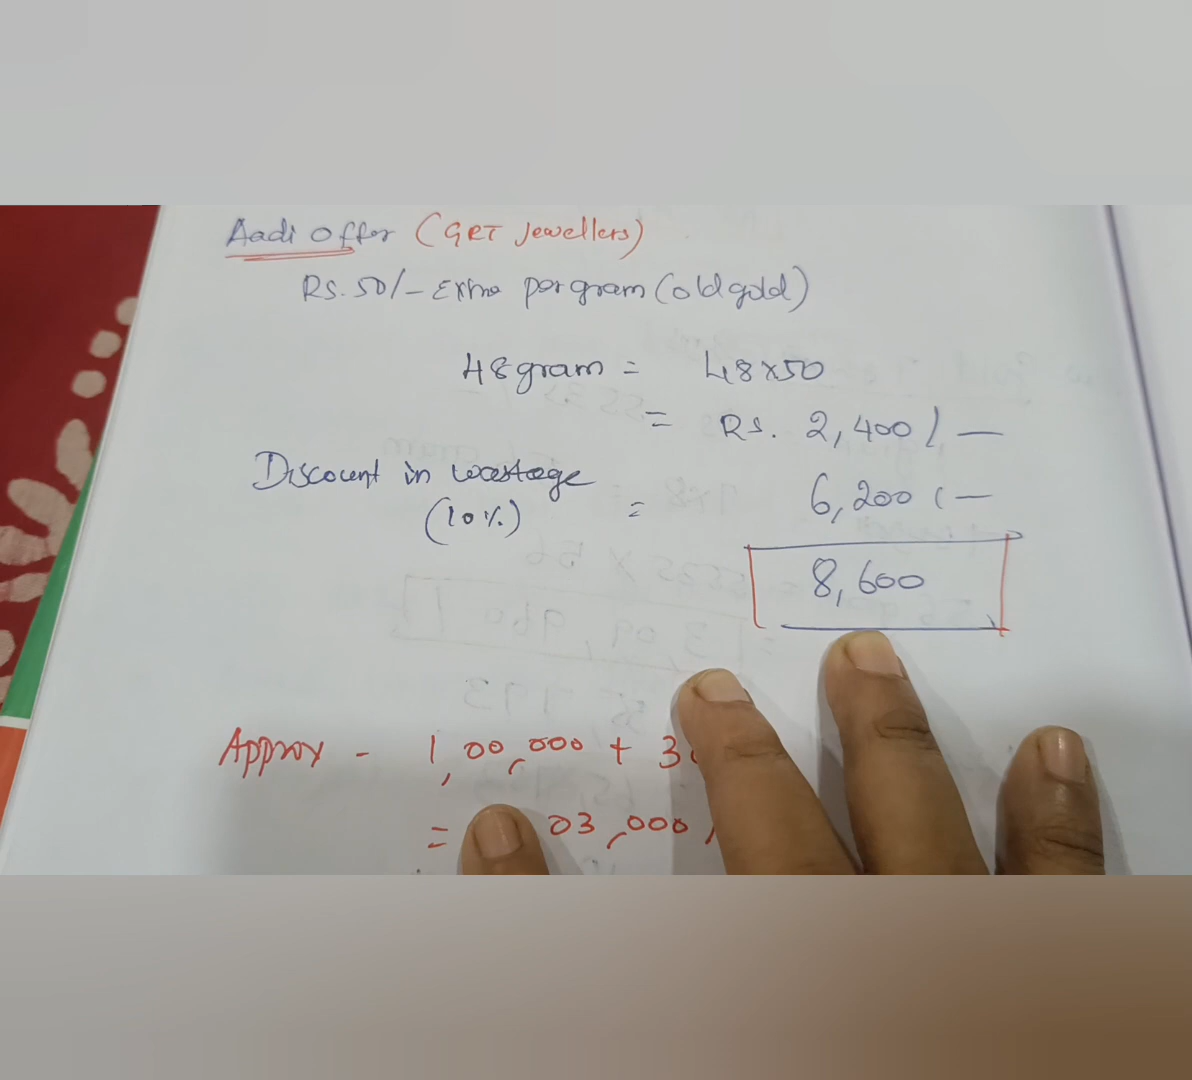 Aadi Offer (GRT Jewellers)
Rs. 50/- Extra per gram (old gold)
48 gram = 48x50
= Rs. 2,400/-
Discount in wastage
(10%) = 6,200/-
8,600
Approx - 1,00,000 +
= 03,000